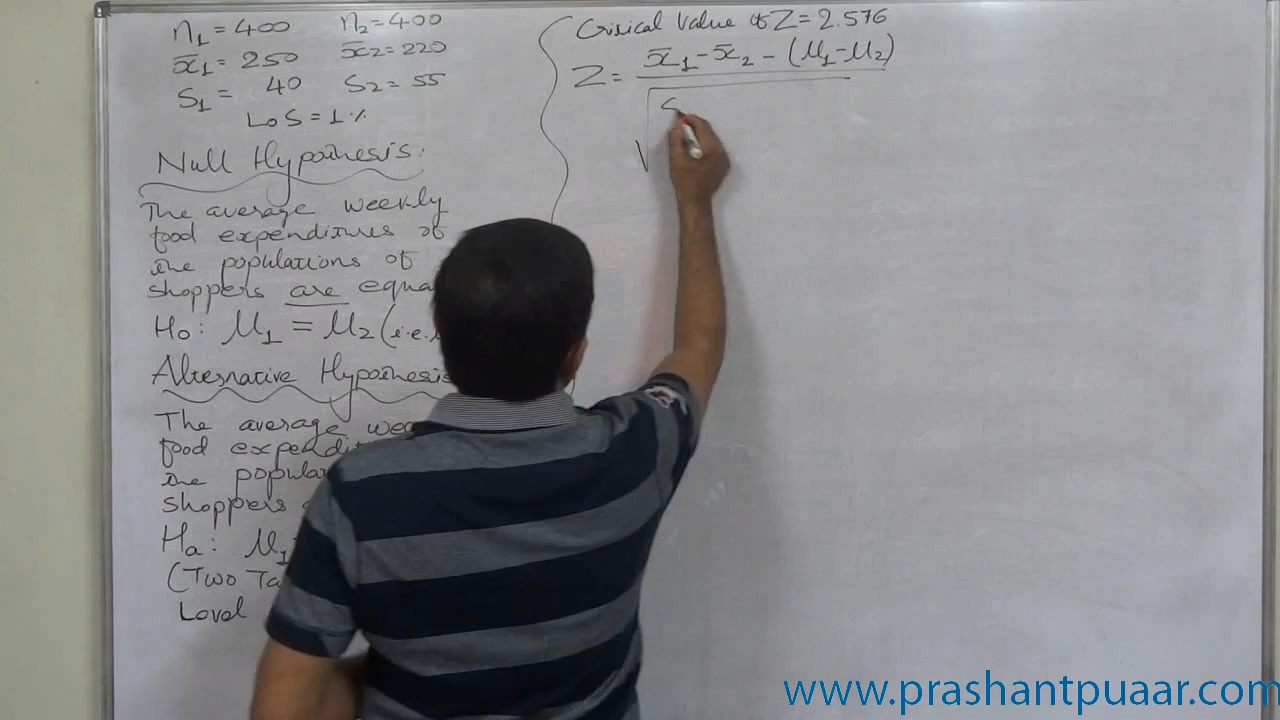 n1 = 400 n2 = 400
x̄1 = 250 x̄2 = 220
S1 = 40 S2 = 55
LoS = 1%
Null Hypothesis:
The average weekly
food expenditures of
the populations of
shoppers are equa
H0: μ1 = μ2 (i.e.
Alternative Hypothesis
The average wee
food expendi
the popula
shoppers
Ha: μ1
(Two Ta
Level
Critical Value of Z = 2.576
Z = x̄1 - x̄2 - (μ1 - μ2)
√ S
www.prashantpuaar.com